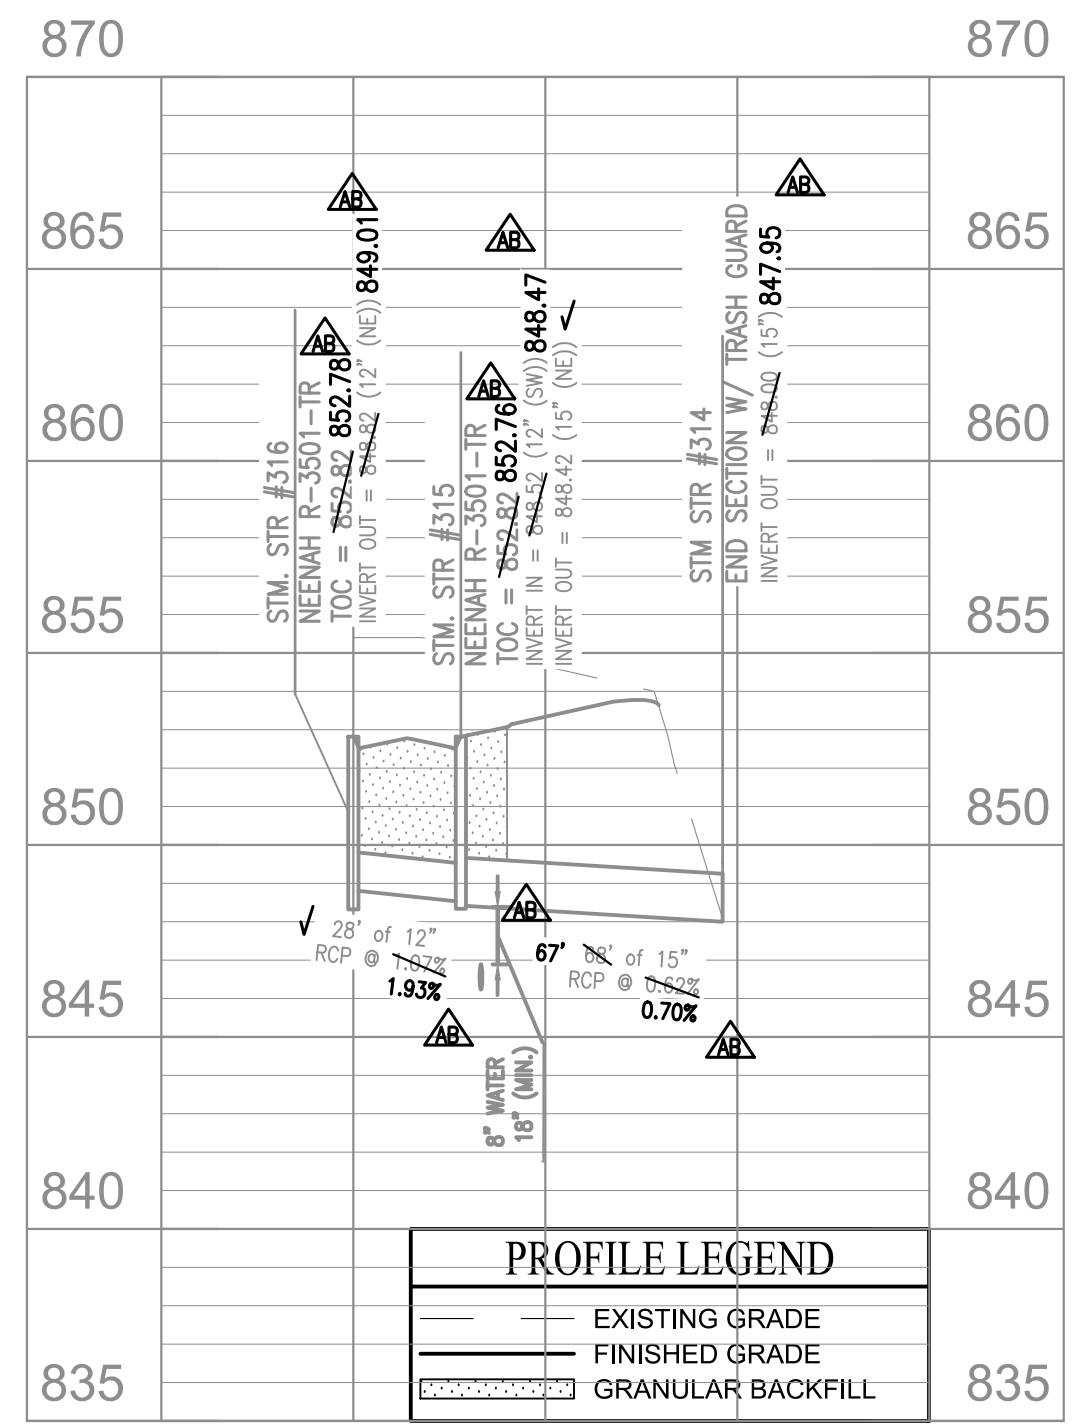 870
870
865
865
860
860
855
855
850
850
845
845
840
840
835
835
AB
AB
AB
AB
AB
STM. STR #316
NEENAH R-3501-TR
TOC = 852.82 852.78
INVERT OUT = 848.82 (12" (NE)) 849.01
STM. STR #315
NEENAH R-3501-TR
TOC = 852.82 852.76
INVERT IN = 848.52 (12" (SW)) 848.47
INVERT OUT = 848.42 (15" (NE)) √
STM STR #314
END SECTION W/ TRASH GUARD
INVERT OUT = 848.00 (15") 847.95
√ 28' of 12"
RCP @ 1.07%
1.93%
AB
AB
67' 68' of 15"
RCP @ 0.62%
0.70%
AB
8" WATER
18" (MIN.)
PROFILE LEGEND
EXISTING GRADE
FINISHED GRADE
GRANULAR BACKFILL